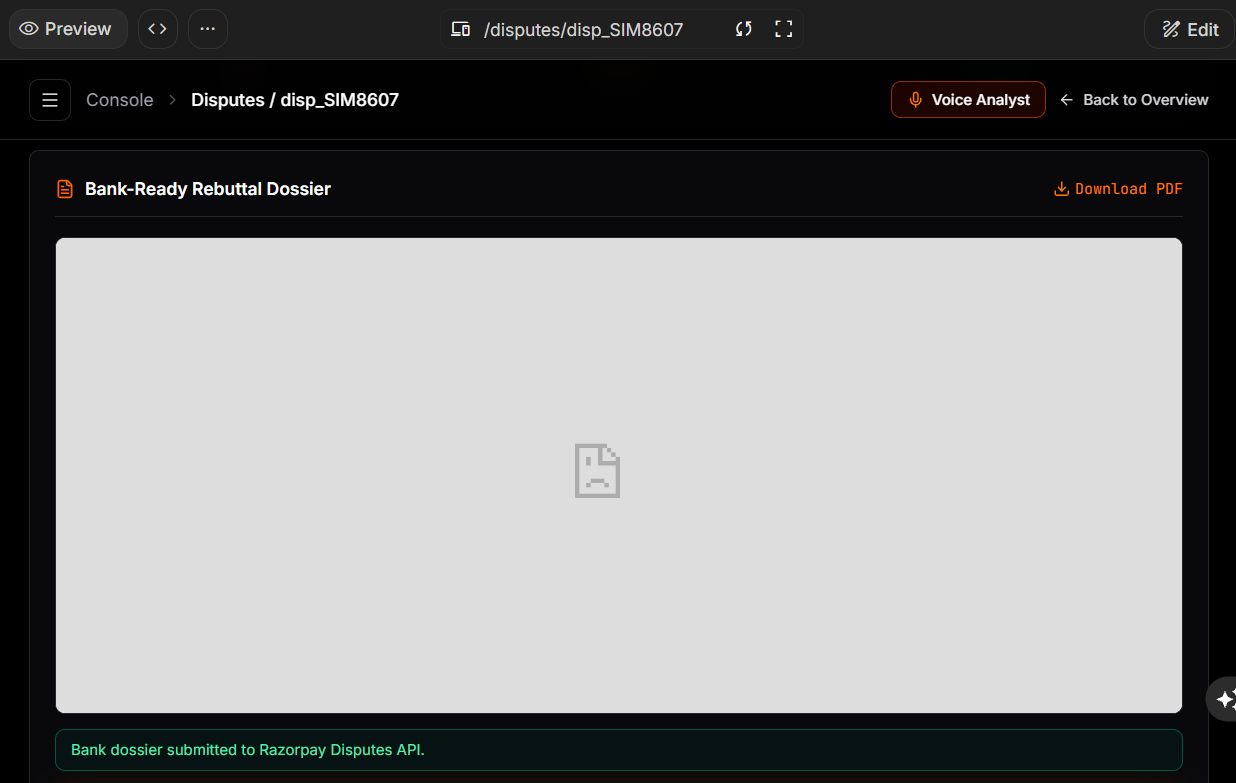 Preview
/disputes/disp_SIM8607
Edit
Console
Disputes / disp_SIM8607
Voice Analyst
Back to Overview
Bank-Ready Rebuttal Dossier
Download PDF
Bank dossier submitted to Razorpay Disputes API.